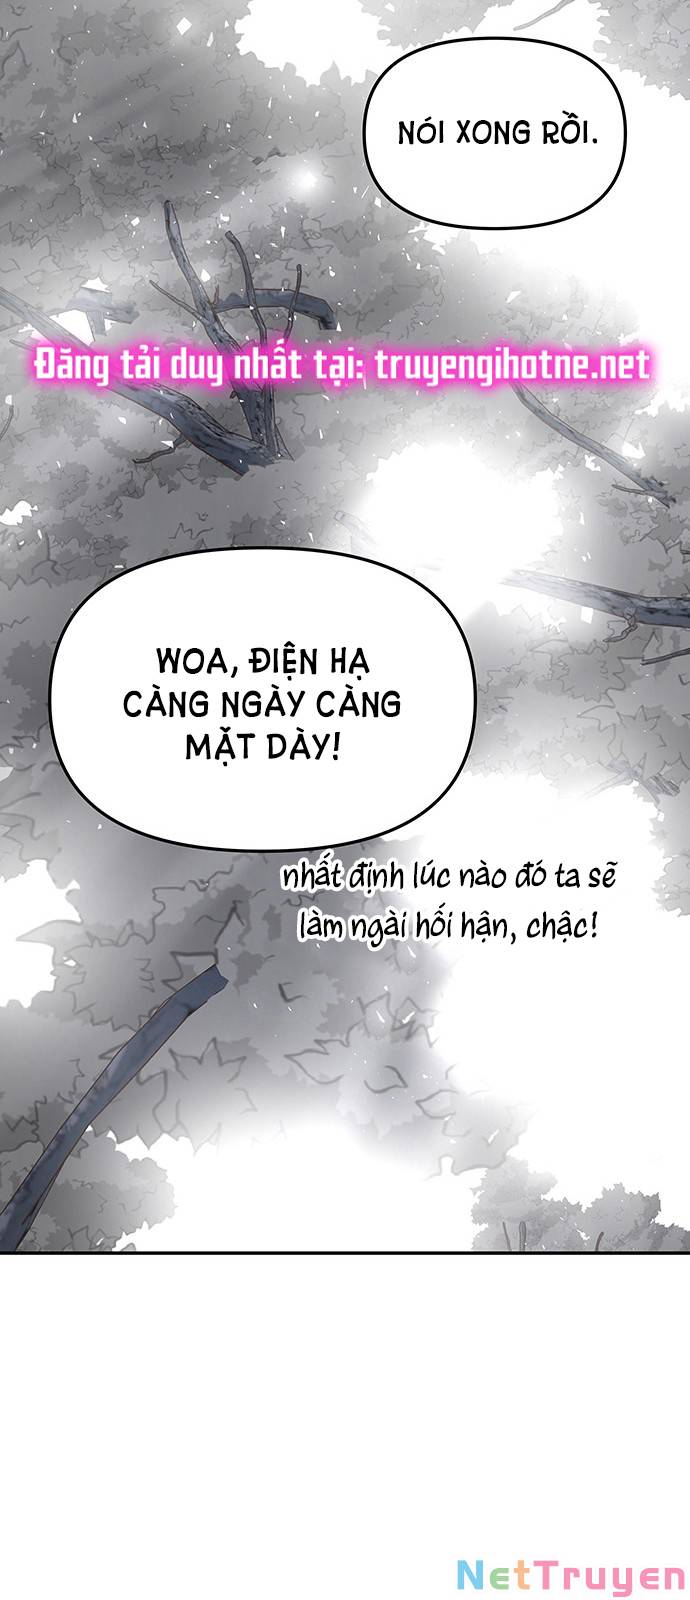 NÓI XONG RỒI.
Đăng tải duy nhất tại: truyengihotne.net
WOA, ĐIỆN HẠ
CÀNG NGÀY CÀNG
MẶT DÀY!
nhất định lúc nào đó ta sẽ
làm ngài hối hận, chậc!
NetTruyen